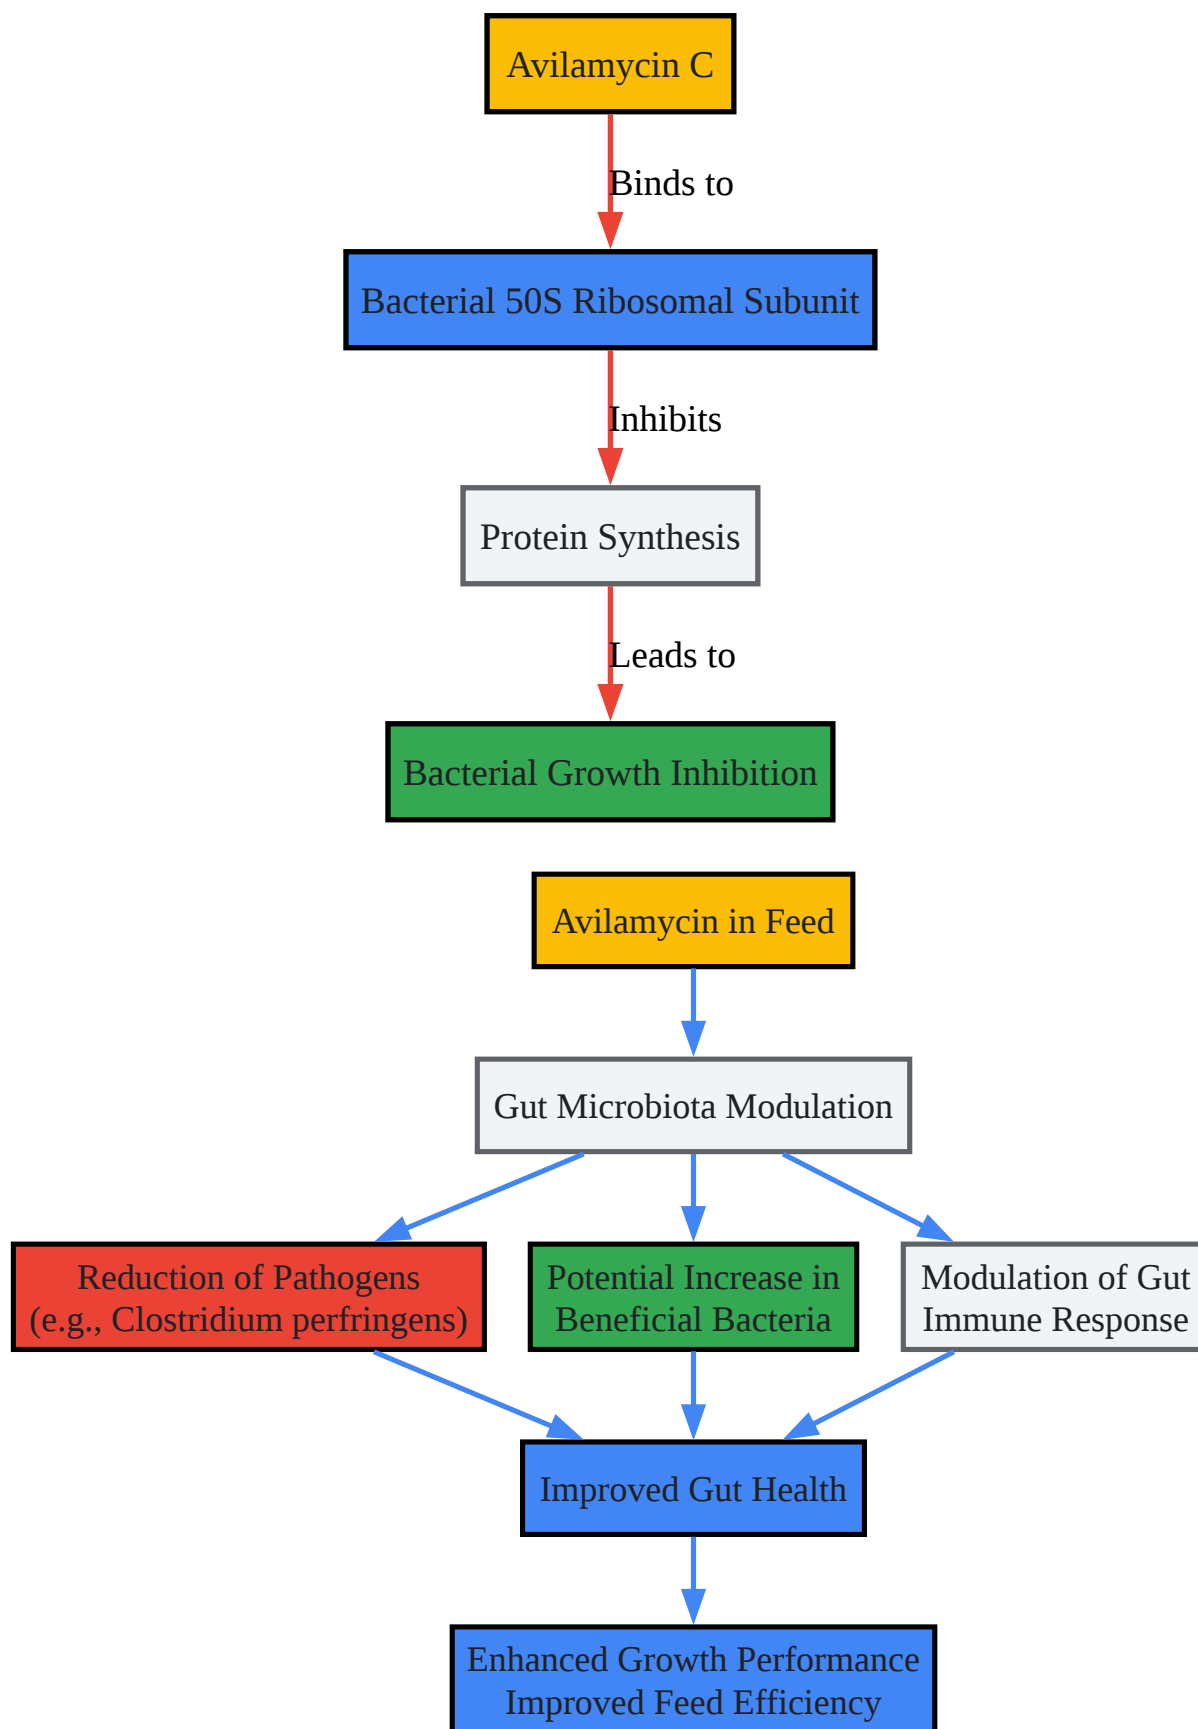 Avilamycin C
Binds to
Bacterial 50S Ribosomal Subunit
Inhibits
Protein Synthesis
Leads to
Bacterial Growth Inhibition
Avilamycin in Feed
Gut Microbiota Modulation
Reduction of Pathogens
(e.g., Clostridium perfringens)
Potential Increase in
Beneficial Bacteria
Modulation of Gut
Immune Response
Improved Gut Health
Enhanced Growth Performance
Improved Feed Efficiency